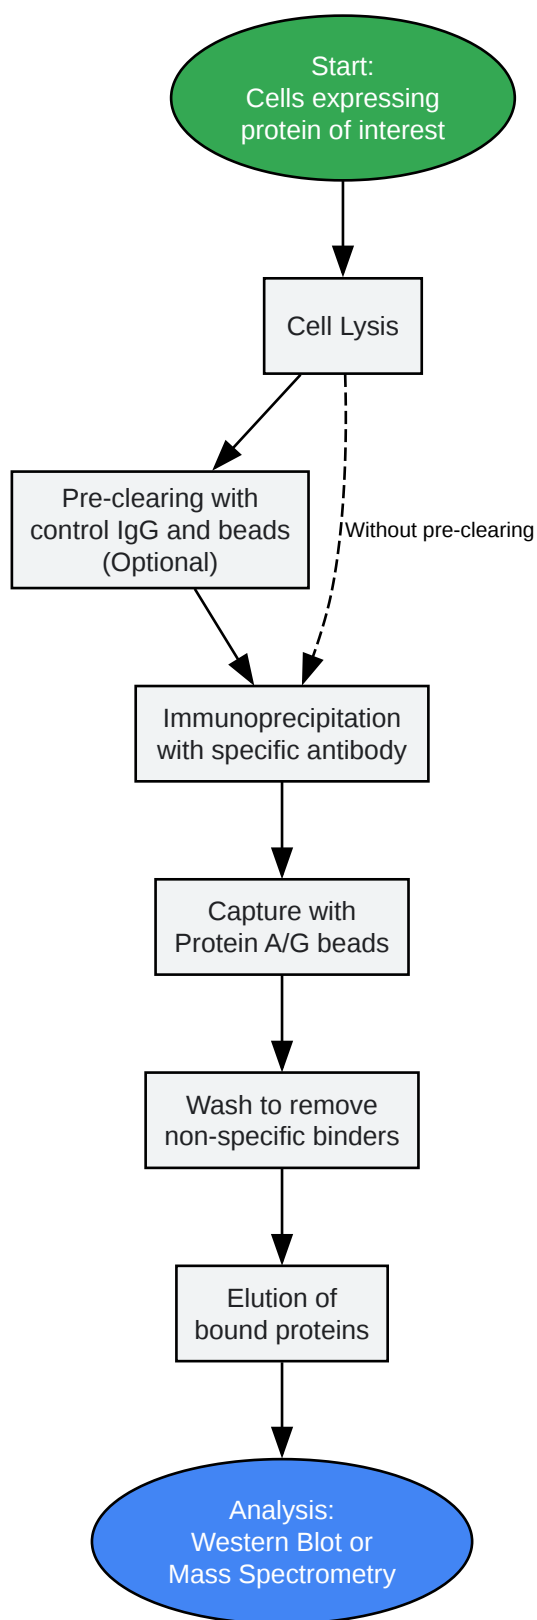 Start:
Cells expressing
protein of interest
Cell Lysis
Pre-clearing with
control IgG and beads
(Optional)
Without pre-clearing
Immunoprecipitation
with specific antibody
Capture with
Protein A/G beads
Wash to remove
non-specific binders
Elution of
bound proteins
Analysis:
Western Blot or
Mass Spectrometry